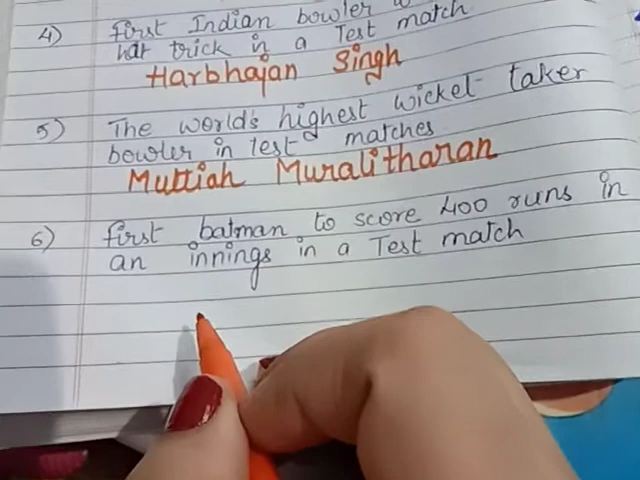 4) first Indian bowler
hat trick in a Test match
Harbhajan Singh
5) The world's highest wicket taker
bowler in Test matches
Muttiah Muralitharan
6) first batman to score 400 runs in
an innings in a Test match